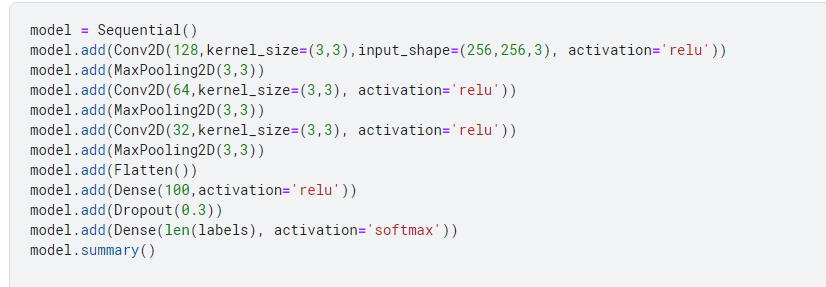 model = Sequential()
model.add(Conv2D(128,kernel_size=(3,3),input_shape=(256,256,3), activation='relu'))
model.add(MaxPooling2D(3,3))
model.add(Conv2D(64,kernel_size=(3,3), activation='relu'))
model.add(MaxPooling2D(3,3))
model.add(Conv2D(32,kernel_size=(3,3), activation='relu'))
model.add(MaxPooling2D(3,3))
model.add(Flatten())
model.add(Dense(100,activation='relu'))
model.add(Dropout(0.3))
model.add(Dense(len(labels), activation='softmax'))
model.summary()